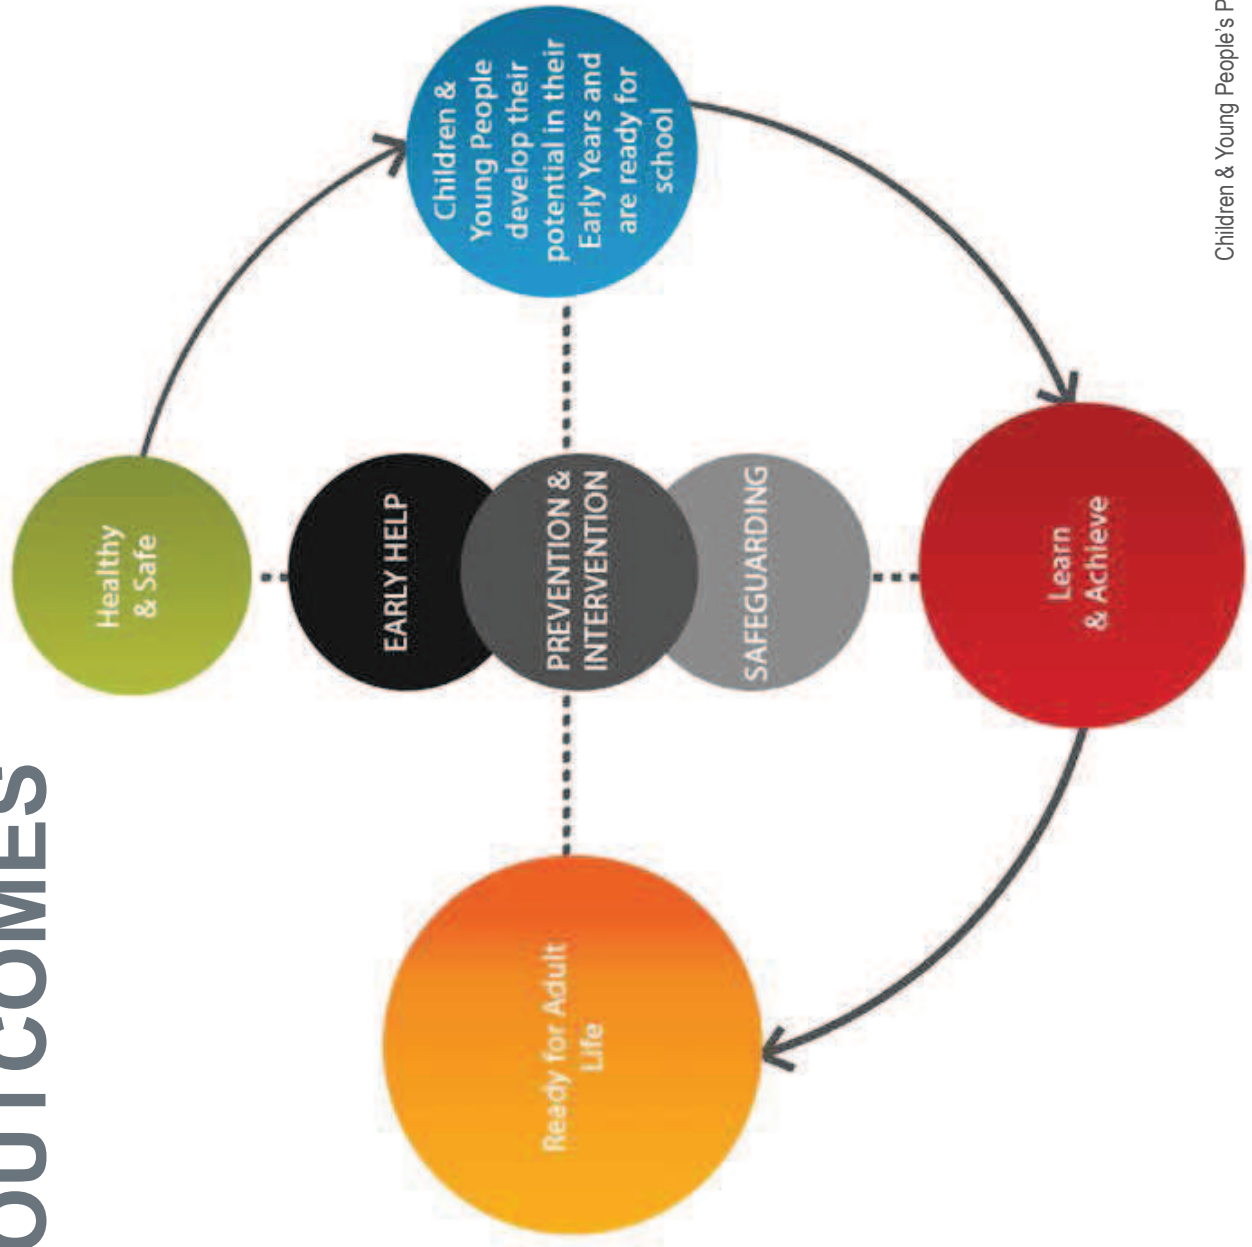 OUTCOMES
Healthy
& Safe
Children &
Young People
develop their
potential in their
Early Years and
are ready for
school
EARLY HELP
PREVENTION &
INTERVENTION
SAFEGUARDING
Learn
& Achieve
Ready for Adult
Life
Children & Young People's P